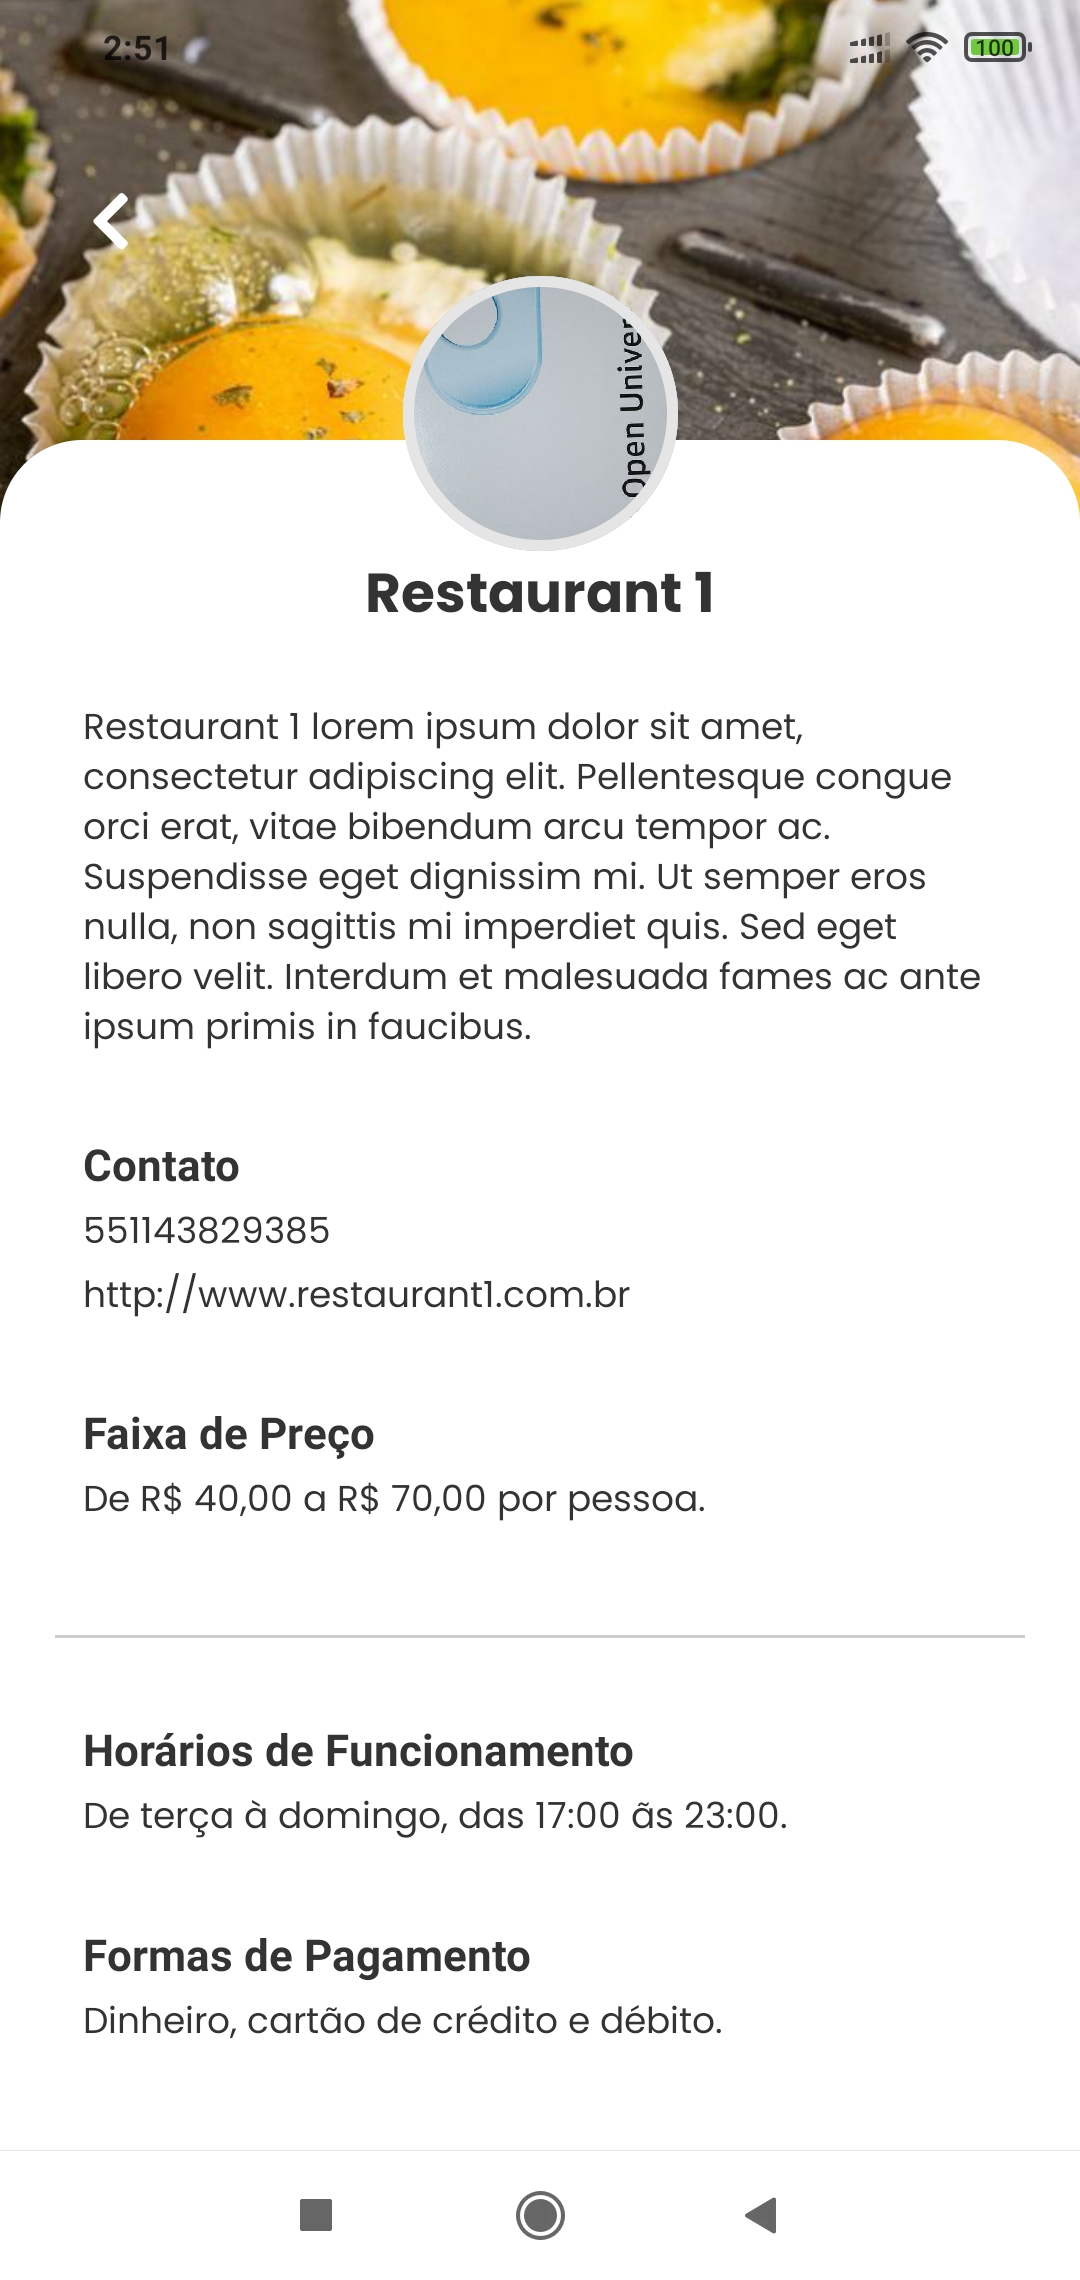 2:51
100
Open Univer
Restaurant 1
Restaurant 1 lorem ipsum dolor sit amet,
consectetur adipiscing elit. Pellentesque congue
orci erat, vitae bibendum arcu tempor ac.
Suspendisse eget dignissim mi. Ut semper eros
nulla, non sagittis mi imperdiet quis. Sed eget
libero velit. Interdum et malesuada fames ac ante
ipsum primis in faucibus.
Contato
551143829385
http://www.restaurant1.com.br
Faixa de Preço
De R$ 40,00 a R$ 70,00 por pessoa.
Horários de Funcionamento
De terça à domingo, das 17:00 ãs 23:00.
Formas de Pagamento
Dinheiro, cartão de crédito e débito.